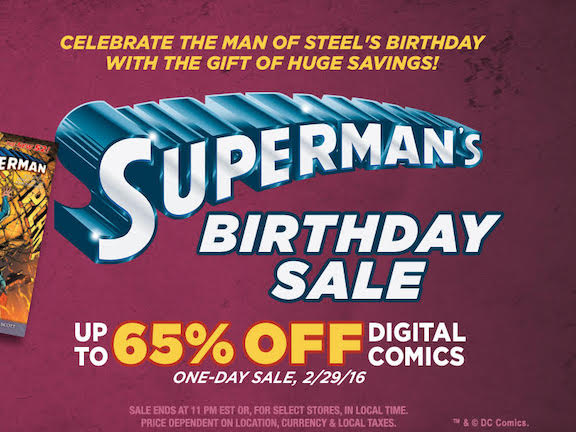 CELEBRATE THE MAN OF STEEL'S BIRTHDAY
WITH THE GIFT OF HUGE SAVINGS!
ERMAN
SUPERMAN'S
BIRTHDAY
SALE
UP TO 65% OFF DIGITAL COMICS
ONE-DAY SALE, 2/29/16
SALE ENDS AT 11 PM EST OR, FOR SELECT STORES, IN LOCAL TIME.
PRICE DEPENDENT ON LOCATION, CURRENCY & LOCAL TAXES.
™ & © DC Comics.
SCOTT